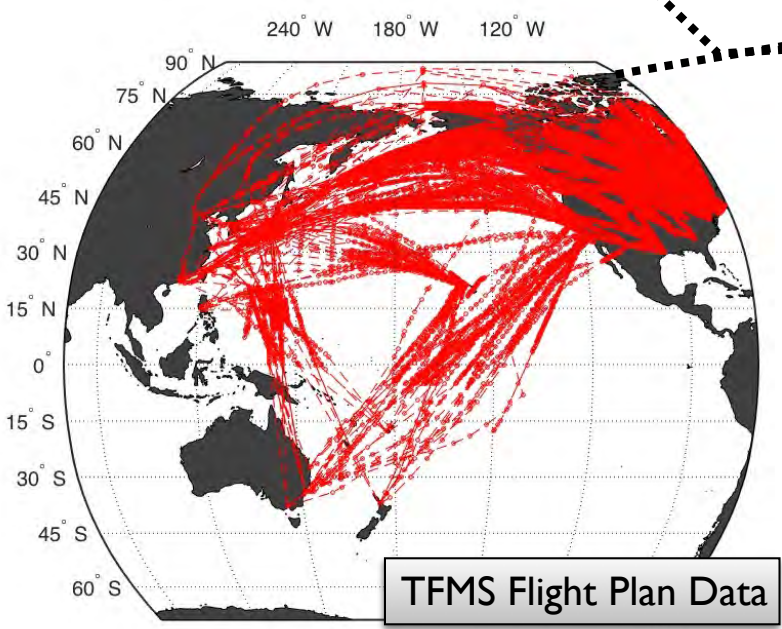 240° W 180° W 120° W
90° N
75° N
60° N
45° N
30° N
15° N
0°
15° S
30° S
45° S
60° S
TFMS Flight Plan Data